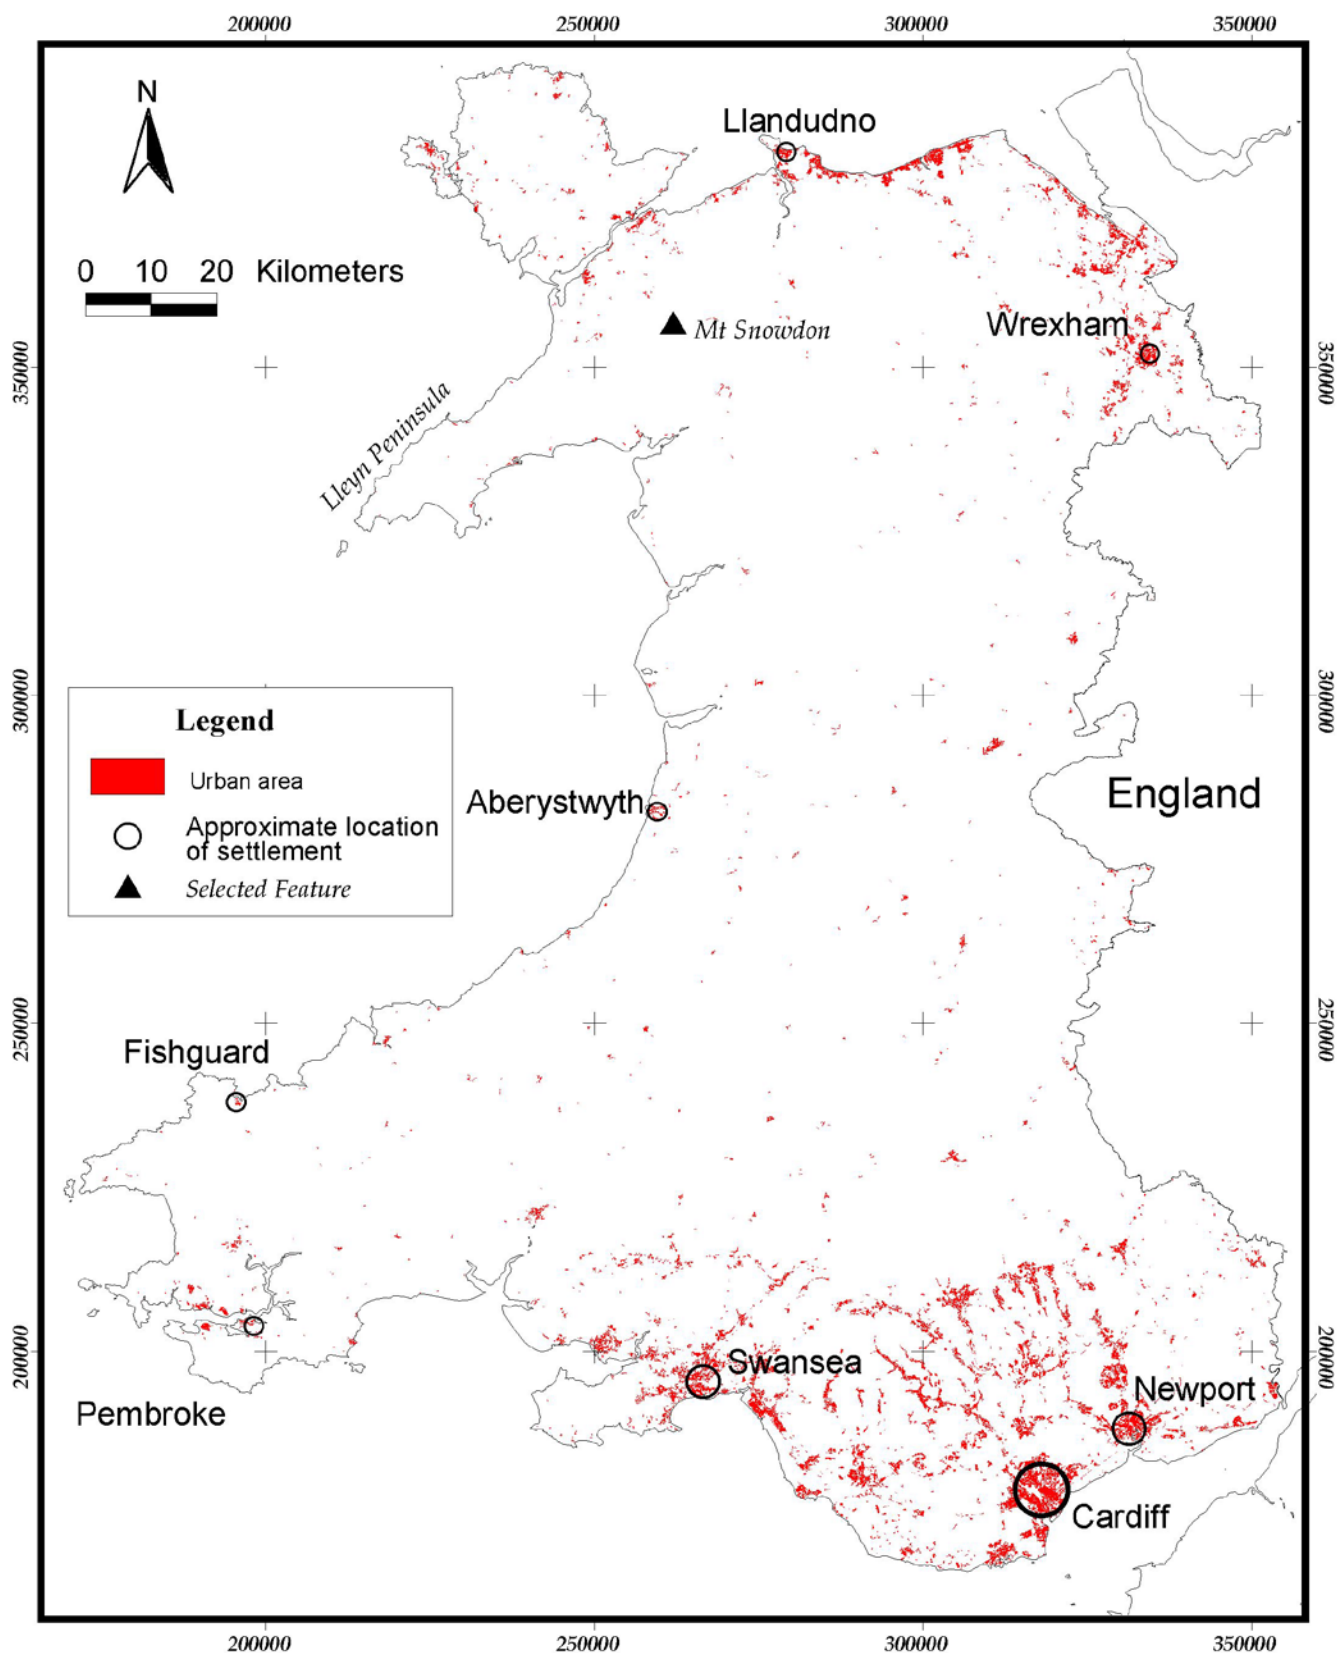 200000 250000 300000 350000
N
Llandudno
0 10 20 Kilometers
Mt Snowdon
Wrexham
350000 350000
Lleyn Peninsula
300000 300000
Legend
Urban area
Approximate location
of settlement
Selected Feature
Aberystwyth
England
250000 250000
Fishguard
200000 200000
Swansea
Newport
Pembroke
Cardiff
200000 250000 300000 350000